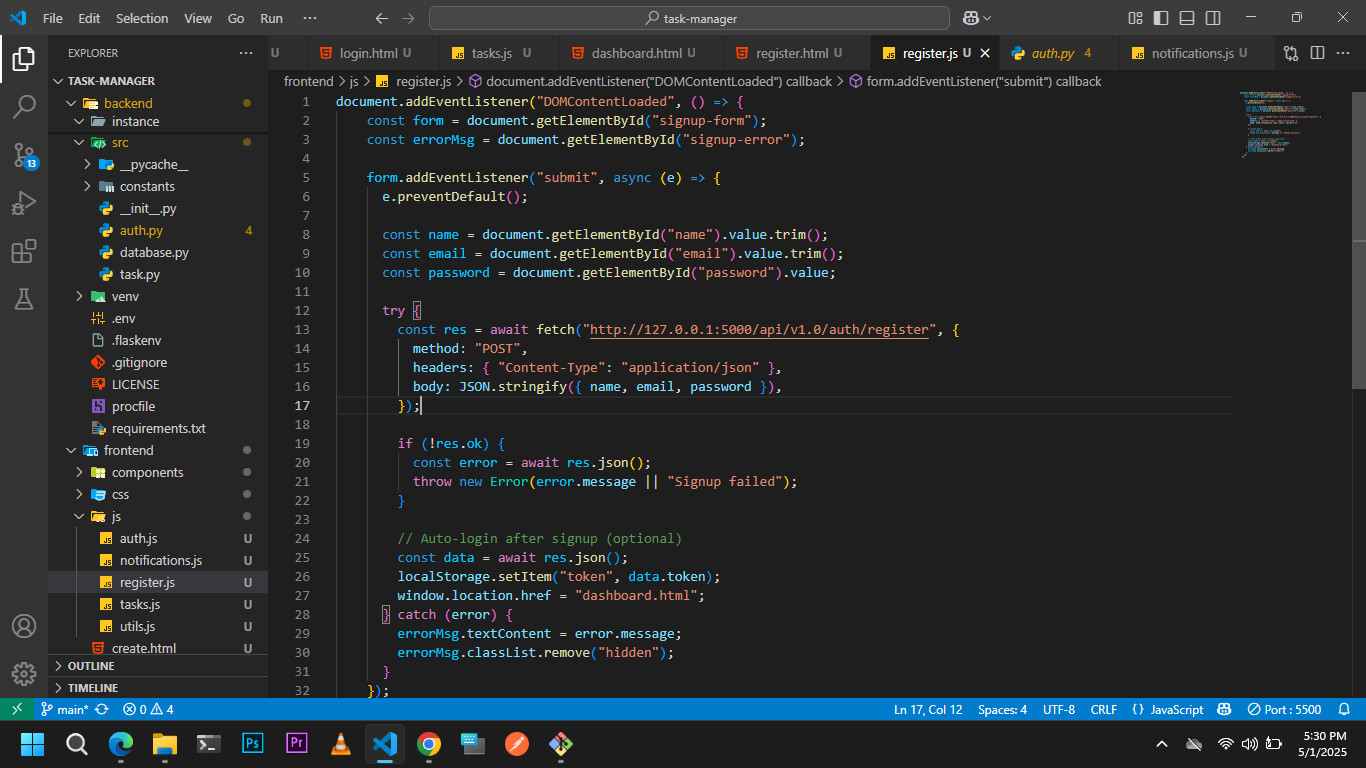 File Edit Selection View Go Run ··· task-manager
EXPLORER ···
TASK-MANAGER
backend
instance
src
__pycache__
constants
__init__.py
auth.py 4
database.py
task.py
venv
.env
.flaskenv
.gitignore
LICENSE
procfile
requirements.txt
frontend
components
css
js
auth.js U
notifications.js U
register.js U
tasks.js U
utils.js U
create.html U
OUTLINE
TIMELINE
13
U login.html U tasks.js U dashboard.html U register.html U register.js U auth.py 4 notifications.js U ···
frontend > js > register.js > document.addEventListener("DOMContentLoaded") callback > form.addEventListener("submit") callback
1 document.addEventListener("DOMContentLoaded", () => {
2 const form = document.getElementById("signup-form");
3 const errorMsg = document.getElementById("signup-error");
4
5 form.addEventListener("submit", async (e) => {
6 e.preventDefault();
7
8 const name = document.getElementById("name").value.trim();
9 const email = document.getElementById("email").value.trim();
10 const password = document.getElementById("password").value;
11
12 try {
13 const res = await fetch("http://127.0.0.1:5000/api/v1.0/auth/register", {
14 method: "POST",
15 headers: { "Content-Type": "application/json" },
16 body: JSON.stringify({ name, email, password }),
17 });
18
19 if (!res.ok) {
20 const error = await res.json();
21 throw new Error(error.message || "Signup failed");
22 }
23
24 // Auto-login after signup (optional)
25 const data = await res.json();
26 localStorage.setItem("token", data.token);
27 window.location.href = "dashboard.html";
28 } catch (error) {
29 errorMsg.textContent = error.message;
30 errorMsg.classList.remove("hidden");
31 }
32 });
main* 0 4 Ln 17, Col 12 Spaces: 4 UTF-8 CRLF {} JavaScript Port : 5500
Ps Pr
5:30 PM
5/1/2025